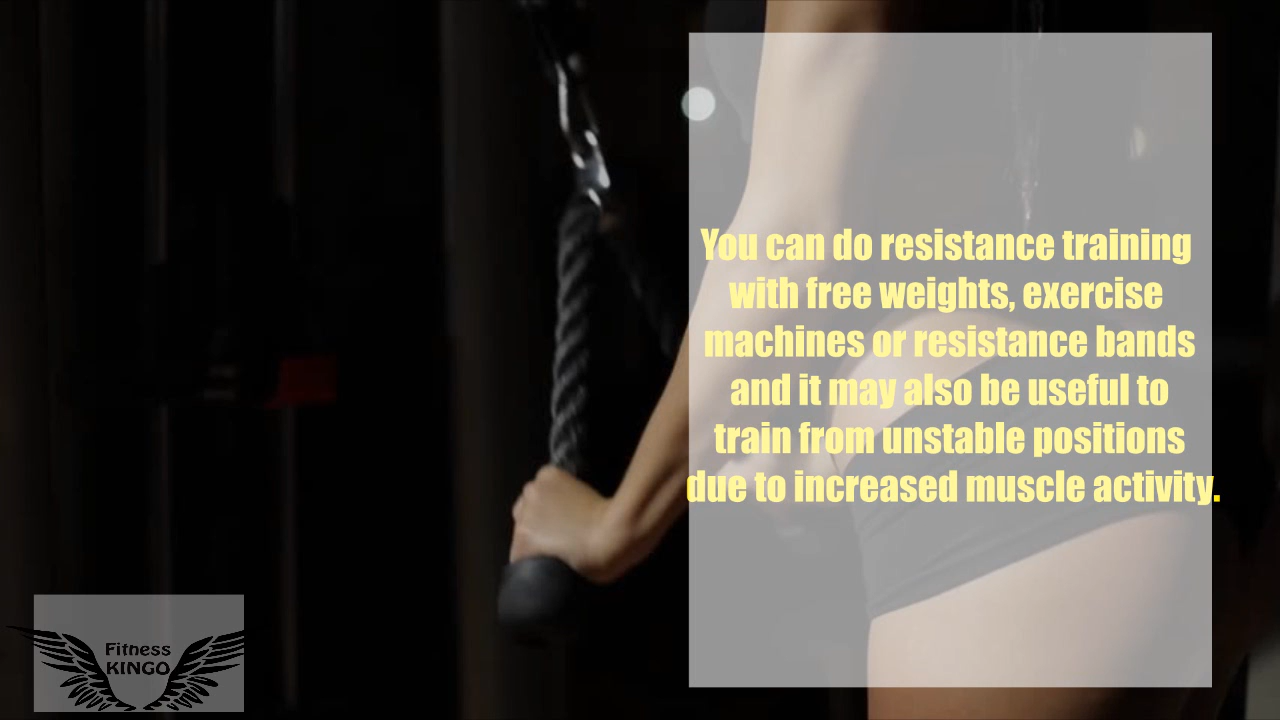 You can do resistance training
with free weights, exercise
machines or resistance bands
and it may also be useful to
train from unstable positions
due to increased muscle activity.
Fitness
KINGO